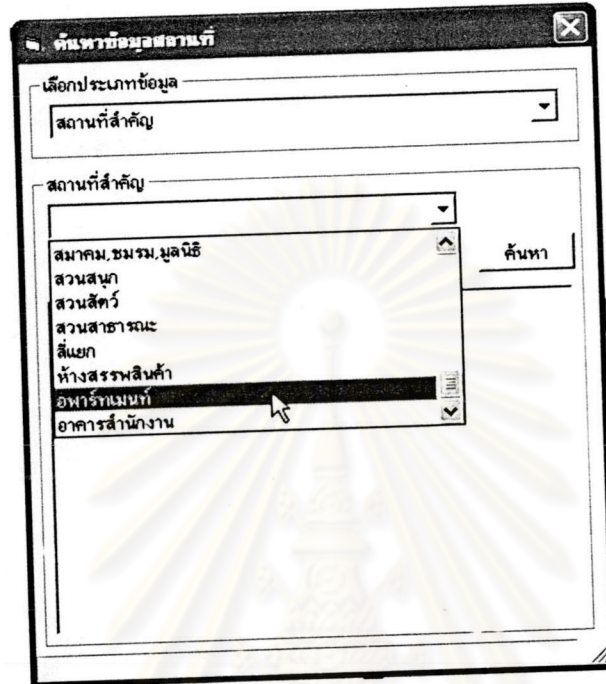 ค้นหาข้อมูลสถานที่
เลือกประเภทข้อมูล
สถานที่สำคัญ
สถานที่สำคัญ
ค้นหา
สมาคม,ชมรม,มูลนิธิ
สวนสนุก
สวนสัตว์
สวนสาธารณะ
สี่แยก
ห้างสรรพสินค้า
อพาร์ทเมนท์
อาคารสำนักงาน